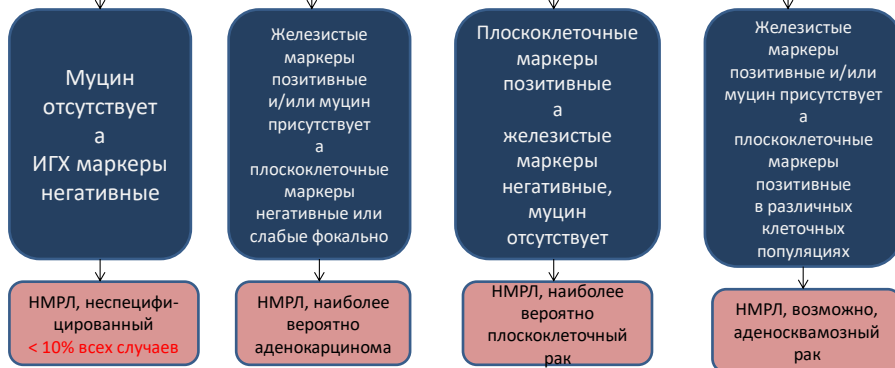 Муцин
отсутствует
а
ИГХ маркеры
негативные
Железистые
маркеры
позитивные
и/или муцин
присутствует
а
плоскоклеточные
маркеры
негативные или
слабые фокально
Плоскоклеточные
маркеры
позитивные
а
железистые
маркеры
негативные,
муцин
отсутствует
Железистые
маркеры
позитивные и/или
муцин присутствует
а
плоскоклеточные
маркеры
позитивные
в различных
клеточных
популяциях
НМРЛ, неспецифи-
цированный
< 10% всех случаев
НМРЛ, наиболее
вероятно
аденокарцинома
НМРЛ, наиболее
вероятно
плоскоклеточный
рак
НМРЛ, возможно,
аденосквамозный
рак